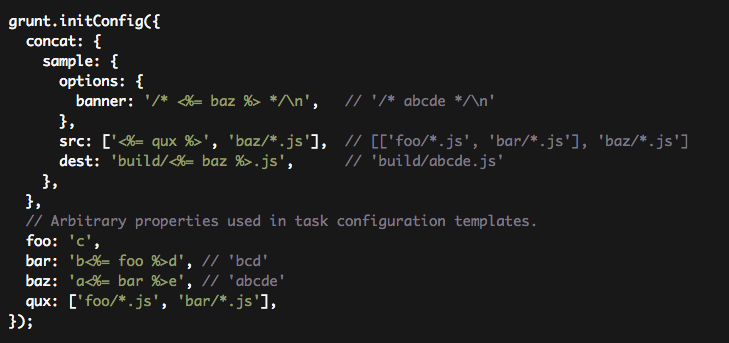 grunt.initConfig({
  concat: {
    sample: {
      options: {
        banner: '/* <%= baz %> */\n',   // '/* abcde */\n'
      },
      src: ['<%= qux %>', 'baz/*.js'],  // [['foo/*.js', 'bar/*.js'], 'baz/*.js']
      dest: 'build/<%= baz %>.js',      // 'build/abcde.js'
    },
  },
  // Arbitrary properties used in task configuration templates.
  foo: 'c',
  bar: 'b<%= foo %>d', // 'bcd'
  baz: 'a<%= bar %>e', // 'abcde'
  qux: ['foo/*.js', 'bar/*.js'],
});